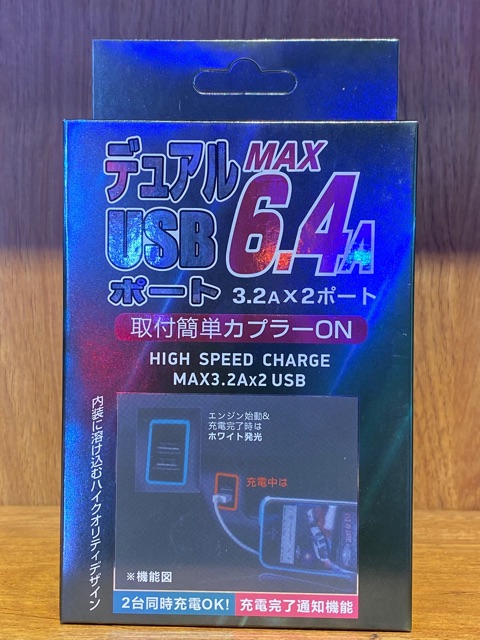 デュアル MAX
USB 6.4A
ポート 3.2A×2ポート
取付簡単カプラーON
HIGH SPEED CHARGE
MAX3.2Ax2 USB
内装に溶け込むハイクオリティデザイン
エンジン始動&
充電完了時は
ホワイト発光
充電中は
※機能図
2台同時充電OK!
充電完了通知機能